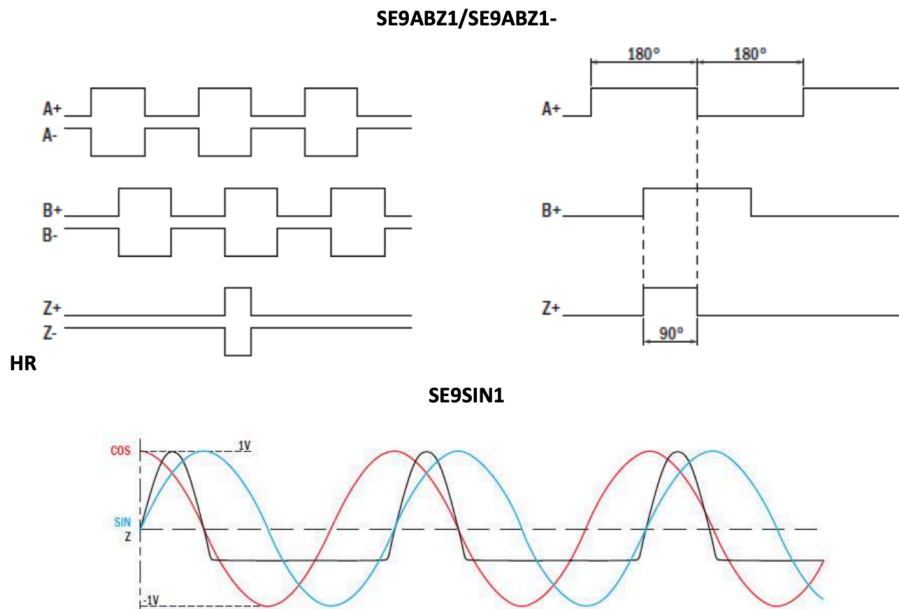 SE9ABZ1/SE9ABZ1-
A+
A-
B+
B-
Z+
Z-
180° 180°
A+
B+
Z+
90°
HR
SE9SIN1
COS
1V
SIN
Z
-1V